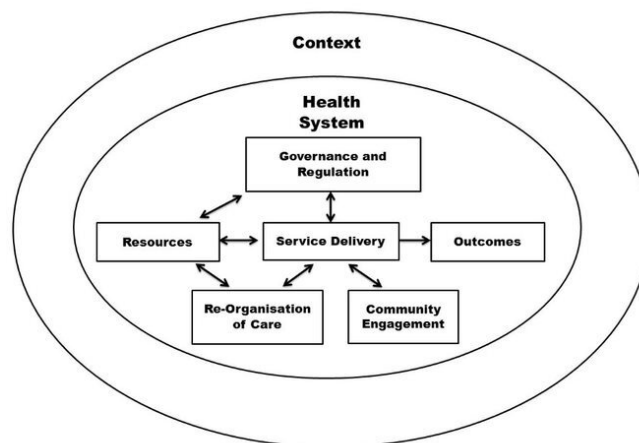 Context
Health
System
Governance and
Regulation
Resources
Service Delivery
Outcomes
Re-Organisation
of Care
Community
Engagement